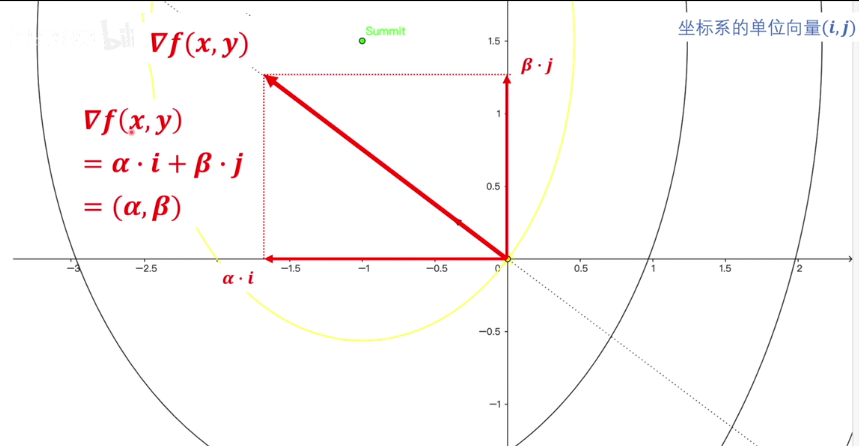 Summit
坐标系的单位向量(i,j)
∇f(x,y)
β·j
∇f(x,y)
=α·i+β·j
=(α,β)
α·i
1.5
1
0.5
−3
−2.5
−1.5
−1
−0.5
0
0.5
1
1.5
2
−0.5
−1
bili